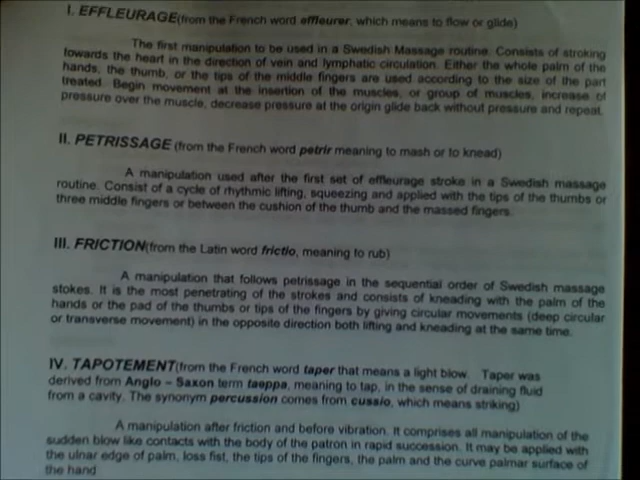 I. EFFLEURAGE(from the French word effleurer, which means to flow or glide)
The first manipulation to be used in a Swedish Massage routine. Consists of stroking
towards the heart in the direction of vein and lymphatic circulation. Either the whole palm of the
hands, the thumb, or the tips of the middle fingers are used according to the size of the part
treated. Begin movement at the insertion of the muscles, or group of muscles, increase of
pressure over the muscle, decrease pressure at the origin glide back without pressure and repeat.
II. PETRISSAGE (from the French word petrir meaning to mash or to knead)
A manipulation used after the first set of effleurage stroke in a Swedish massage
routine. Consist of a cycle of rhythmic lifting, squeezing and applied with the tips of the thumbs or
three middle fingers or between the cushion of the thumb and the massed fingers.
III. FRICTION(from the Latin word frictio, meaning to rub)
A manipulation that follows petrissage in the sequential order of Swedish massage
stokes. It is the most penetrating of the strokes and consists of kneading with the palm of the
hands or the pad of the thumbs or tips of the fingers by giving circular movements (deep circular
or transverse movement) in the opposite direction both lifting and kneading at the same time.
IV. TAPOTEMENT(from the French word taper that means a light blow. Taper was
derived from Anglo – Saxon term taeppa, meaning to tap, in the sense of draining fluid
from a cavity. The synonym percussion comes from cussio, which means striking)
A manipulation after friction and before vibration. It comprises all manipulation of the
sudden blow like contacts with the body of the patron in rapid succession. It may be applied with
the ulnar edge of palm, loss fist, the tips of the fingers, the palm and the curve palmar surface of
the hand